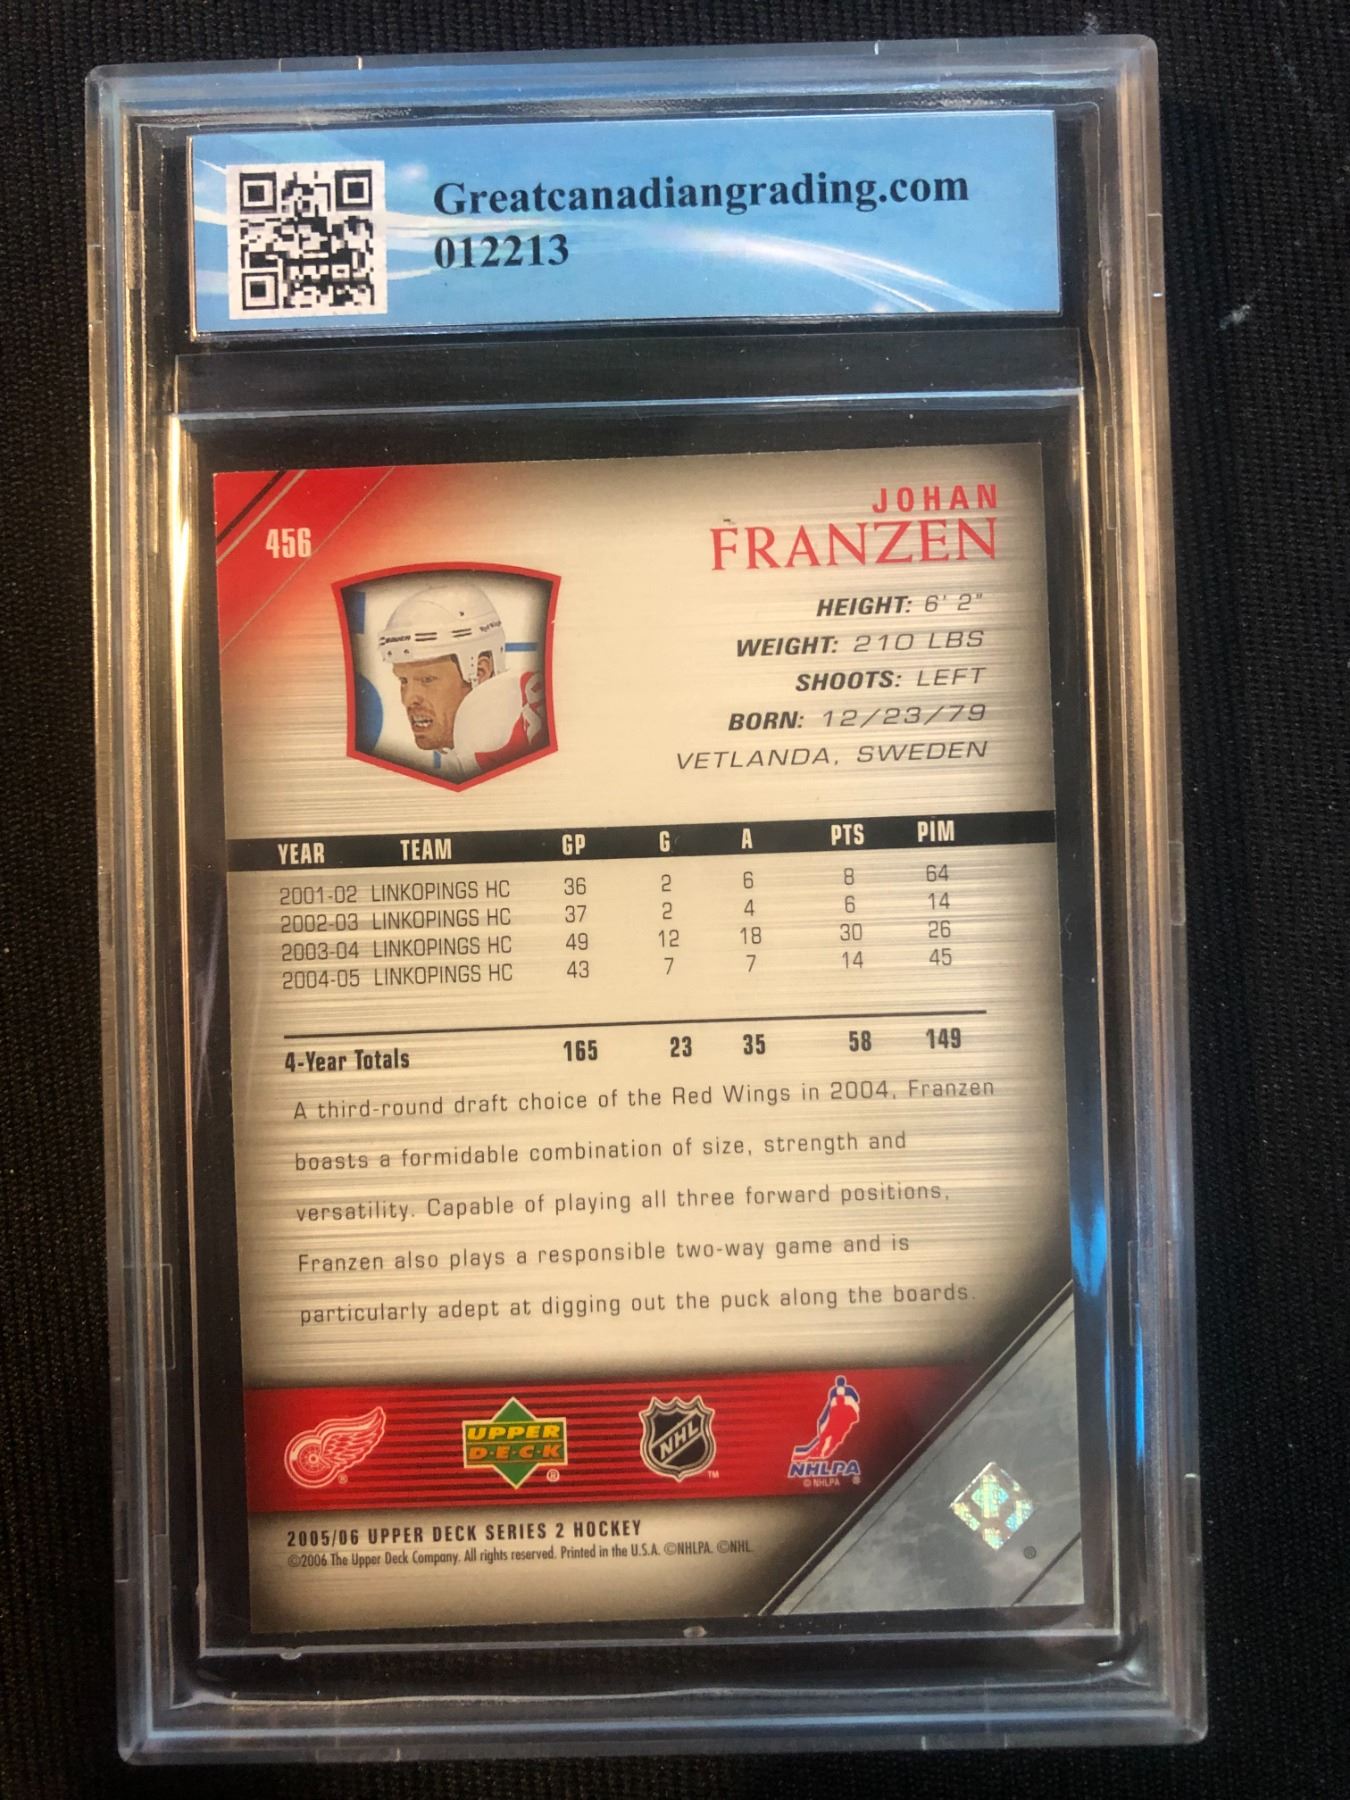 Greatcanadiangrading.com
012213
456
JOHAN
FRANZEN
HEIGHT: 6' 2"
WEIGHT: 210 LBS
SHOOTS: LEFT
BORN: 12/23/79
VETLANDA, SWEDEN
YEAR TEAM GP G A PTS PIM
2001-02 LINKOPINGS HC 36 2 6 8 64
2002-03 LINKOPINGS HC 37 2 4 6 14
2003-04 LINKOPINGS HC 49 12 18 30 26
2004-05 LINKOPINGS HC 43 7 7 14 45
4-Year Totals 165 23 35 58 149
A third-round draft choice of the Red Wings in 2004, Franzen
boasts a formidable combination of size, strength and
versatility. Capable of playing all three forward positions,
Franzen also plays a responsible two-way game and is
particularly adept at digging out the puck along the boards.
UPPER
D·E·C·K
®
NHL
™
NHLPA
© NHLPA ®
2005/06 UPPER DECK SERIES 2 HOCKEY
©2006 The Upper Deck Company. All rights reserved. Printed in the U.S.A. ©NHLPA. ©NHL.
®